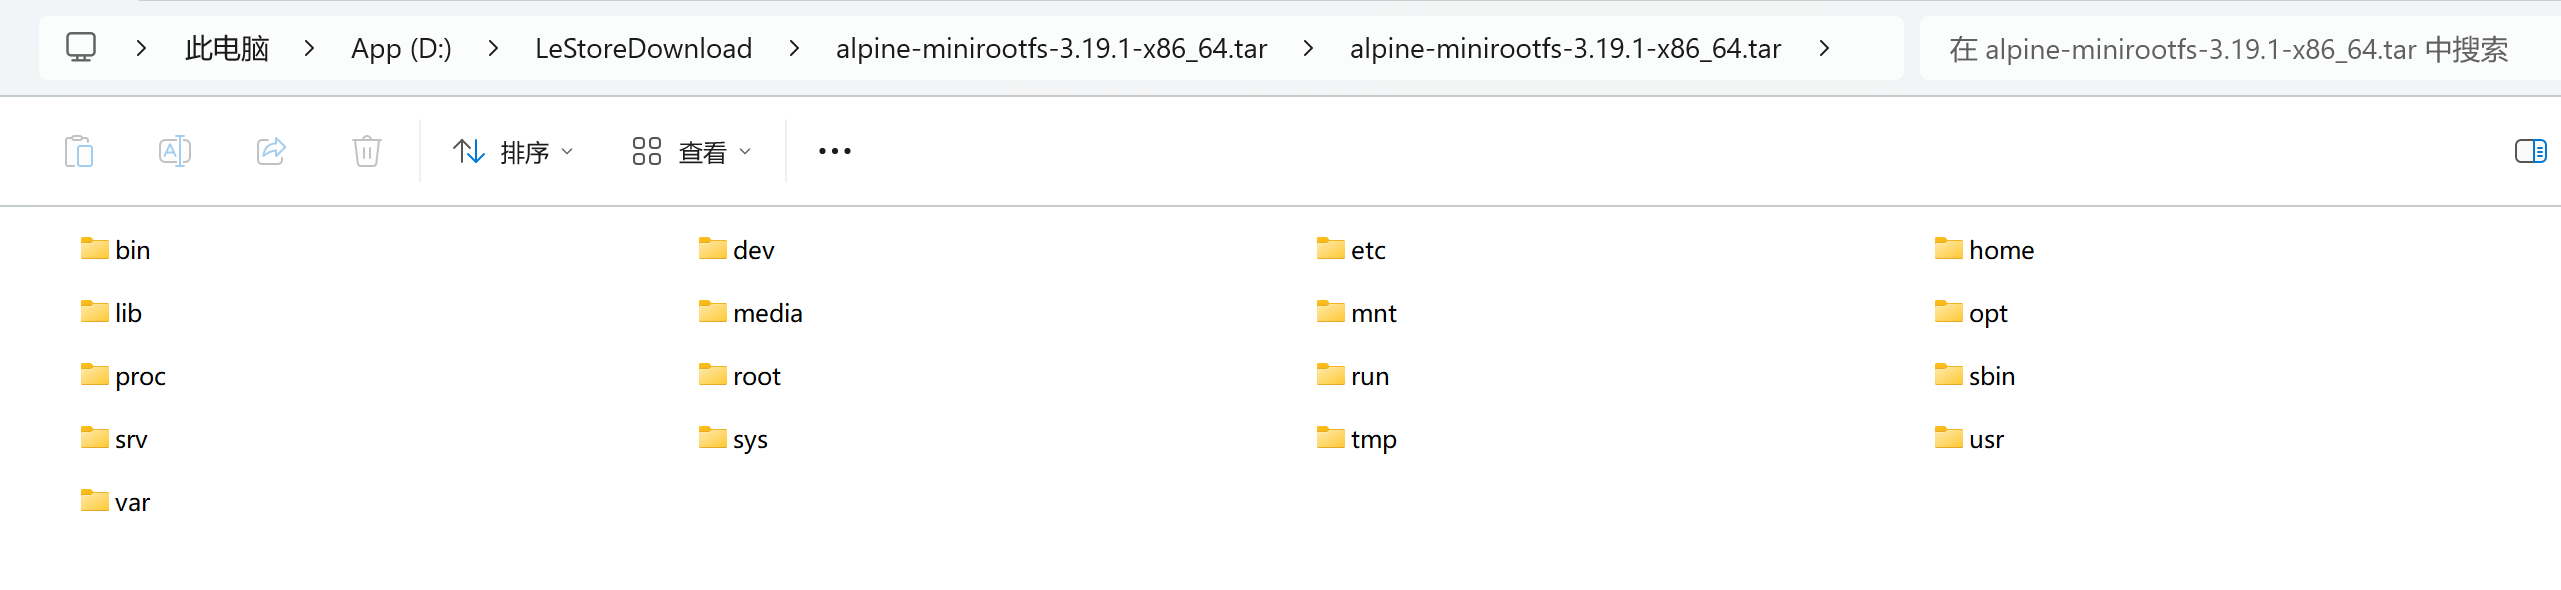 此电脑 App (D:) LeStoreDownload alpine-minirootfs-3.19.1-x86_64.tar alpine-minirootfs-3.19.1-x86_64.tar 在 alpine-minirootfs-3.19.1-x86_64.tar 中搜索
A 排序 查看
bin dev etc home
lib media mnt opt
proc root run sbin
srv sys tmp usr
var